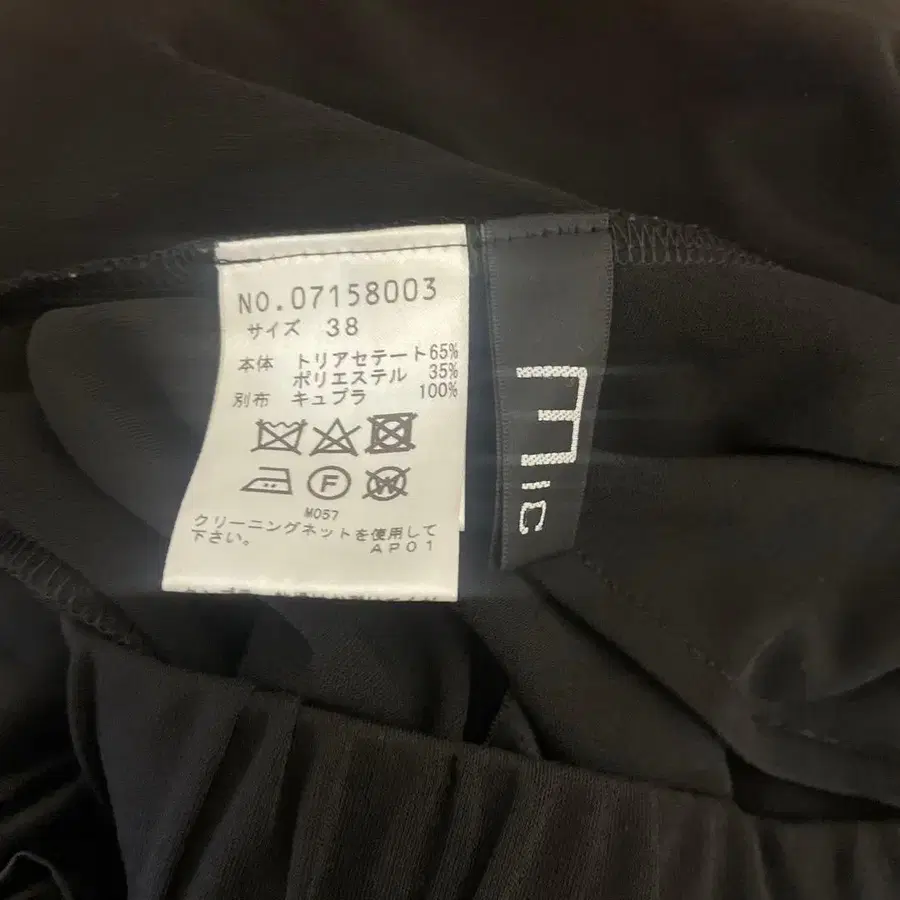 NO.07158003
サイズ 38
本体 トリアセテート65%
ポリエステル 35%
別布 キュプラ 100%
F
W
M057
クリーニングネットを使用して
下さい。
AP01
mıc